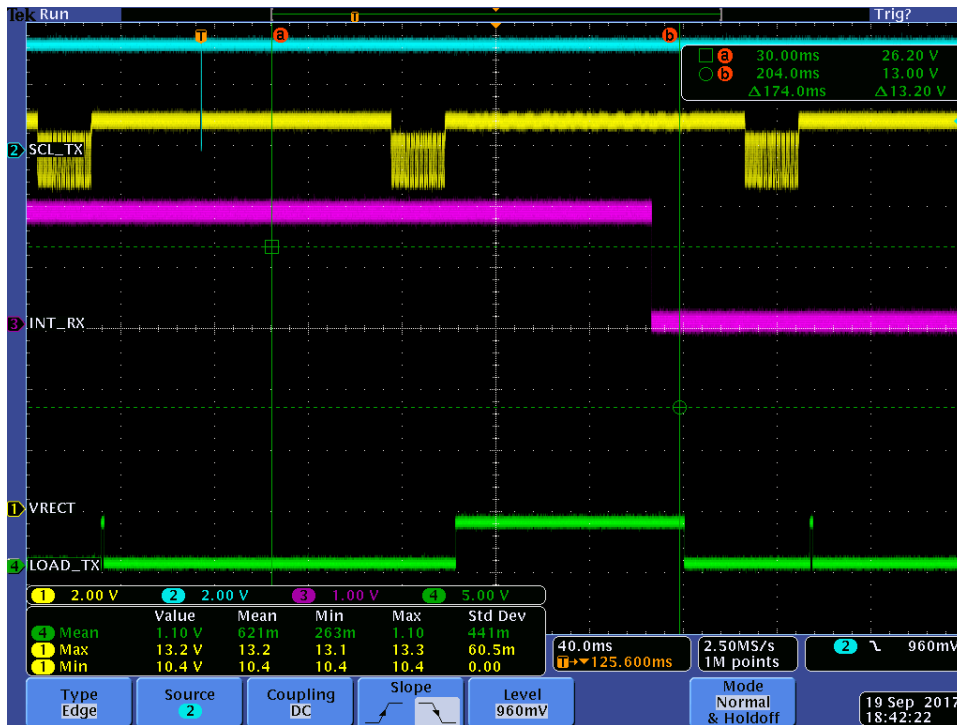 Tek Run Trig?
T
T a b
a 30.00ms 26.20 V
b 204.0ms 13.00 V
Δ174.0ms Δ13.20 V
2 SCL_TX
3 INT_RX
1 VRECT
4 LOAD_TX
1 2.00 V 2 2.00 V 3 1.00 V 4 5.00 V
Value Mean Min Max Std Dev
4 Mean 1.10 V 621m 263m 1.10 441m
1 Max 13.2 V 13.2 13.1 13.3 60.5m
1 Min 10.4 V 10.4 10.4 10.4 0.00
40.0ms
T→▼125.600ms
2.50MS/s
1M points
2 960mV
Type
Edge
Source
2
Coupling
DC
Slope
Level
960mV
Mode
Normal
& Holdoff
19 Sep 2017
18:42:22